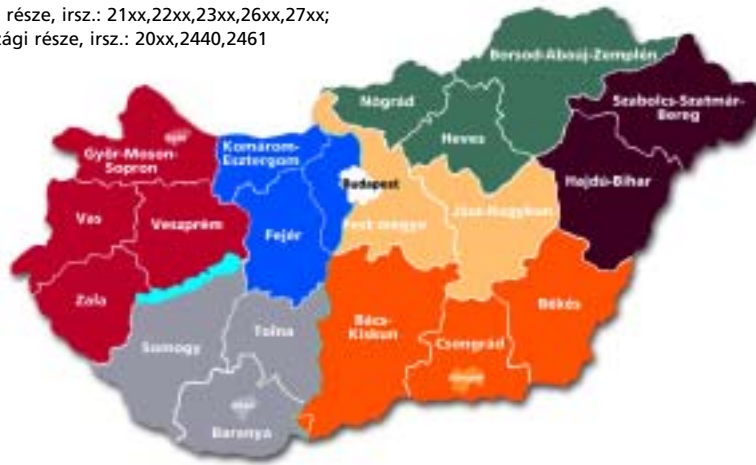 része, irsz.: 21xx,22xx,23xx,26xx,27xx;
zági része, irsz.: 20xx,2440,2461
Borsod-Abaúj-Zemplén
Szabolcs-Szatmár-
Bereg
Nógrád
Heves
Komárom-
Esztergom
Győr-Moson-
Sopron
Budapest
Hajdú-Bihar
Vas
Veszprém
Fejér
Pest megye
Jász-Nagykun
Zala
Békés
Bács-
Kiskun
Tolna
Somogy
Csongrád
Baranya